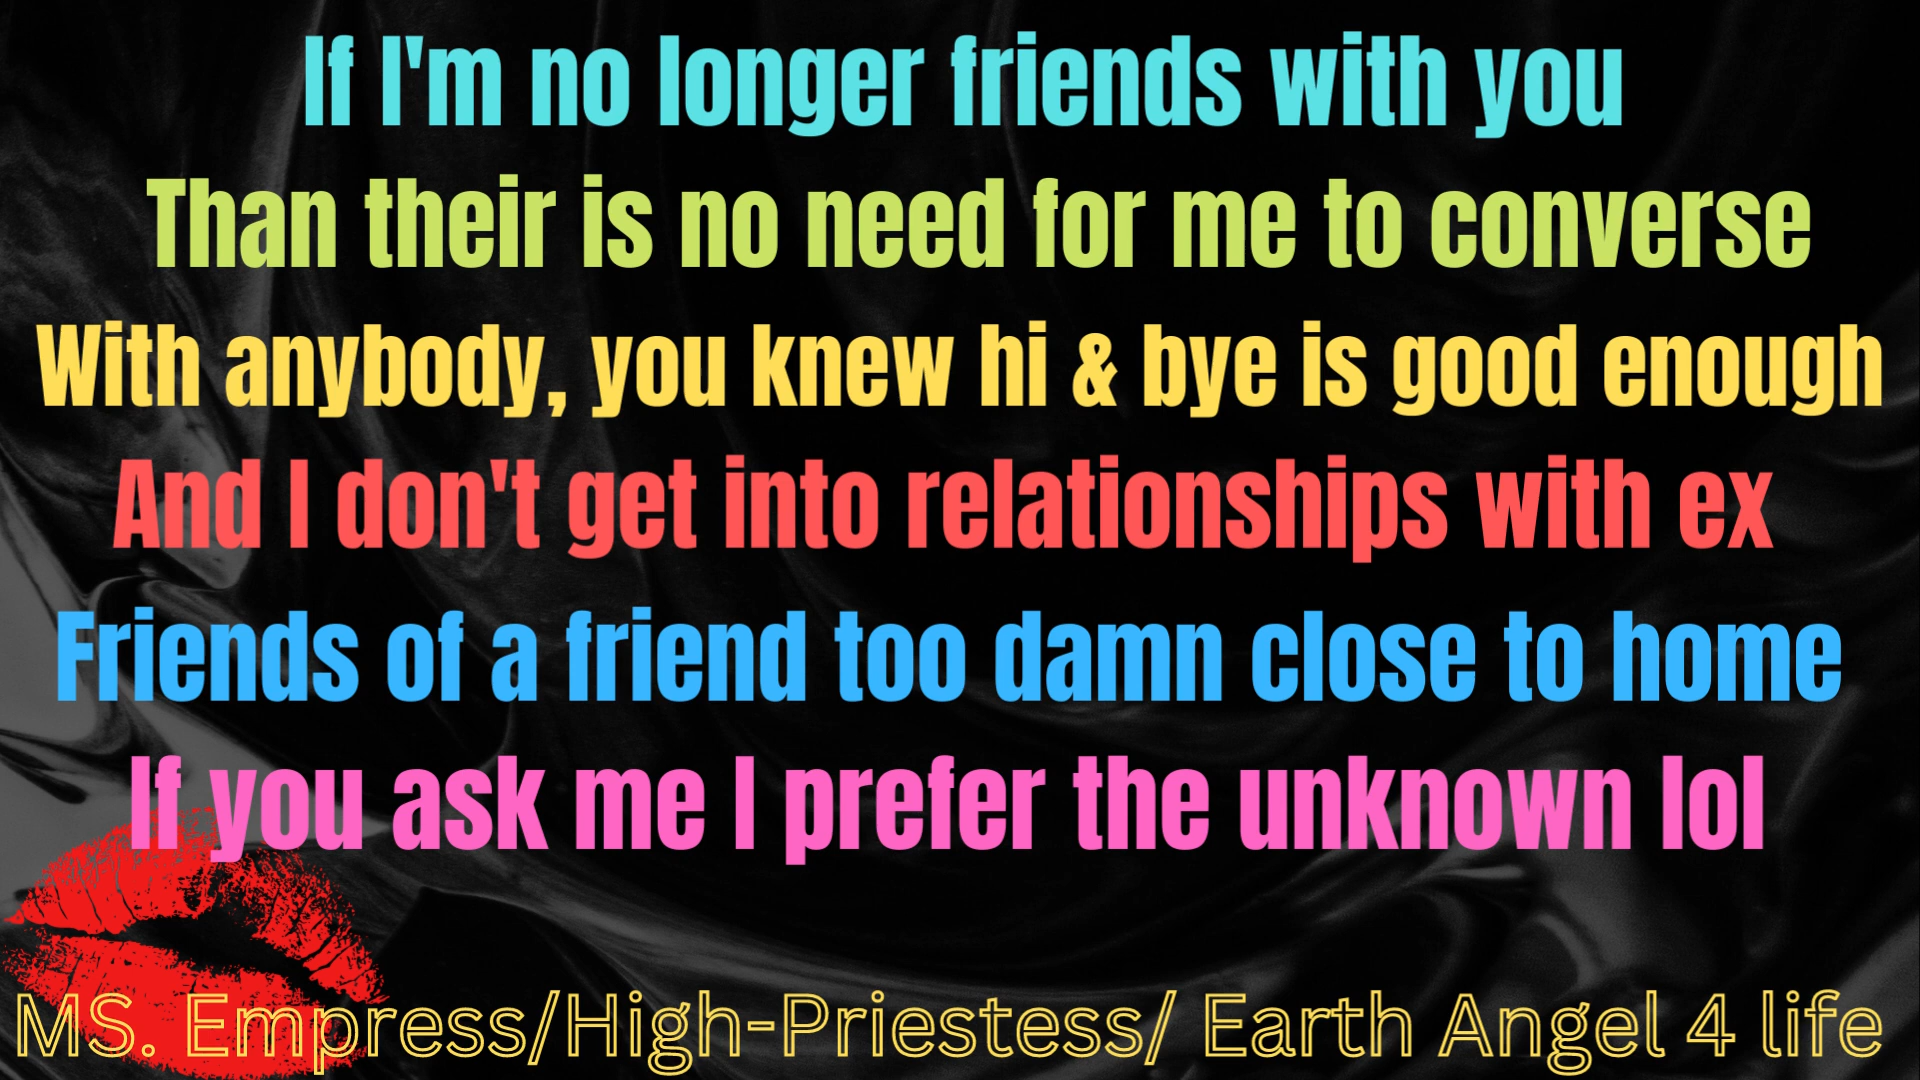 If I'm no longer friends with you
Than their is no need for me to converse
With anybody, you knew hi & bye is good enough
And I don't get into relationships with ex
Friends of a friend too damn close to home
If you ask me I prefer the unknown lol
MS. Empress/High-Priestess/ Earth Angel 4 life